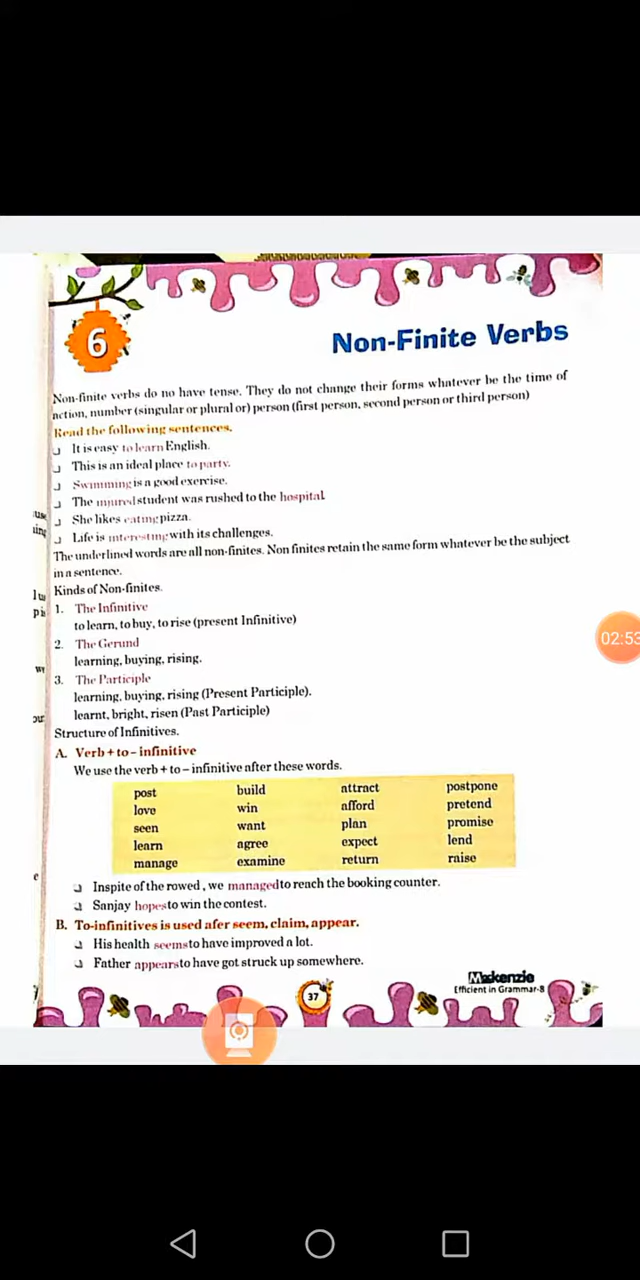 6
Non-Finite Verbs
Non-finite verbs do no have tense. They do not change their forms whatever be the time of
action, number (singular or plural or) person (first person, second person or third person)
Read the following sentences.
It is easy to learn English.
This is an ideal place to party.
Swimming is a good exercise.
The injured student was rushed to the hospital.
She likes eating pizza.
Life is interesting with its challenges.
The underlined words are all non-finites. Non finites retain the same form whatever be the subject
in a sentence.
Kinds of Non-finites.
1. The Infinitive
to learn, to buy, to rise (present Infinitive)
2. The Gerund
learning, buying, rising.
3. The Participle
learning, buying, rising (Present Participle).
learnt, bright, risen (Past Participle)
Structure of Infinitives.
A. Verb + to – infinitive
We use the verb + to – infinitive after these words.
post build attract postpone
love win afford pretend
seen want plan promise
learn agree expect lend
manage examine return raise
Inspite of the rowed , we managed to reach the booking counter.
Sanjay hopes to win the contest.
B. To-infinitives is used afer seem, claim, appear.
His health seems to have improved a lot.
Father appears to have got struck up somewhere.
37
Mckenzie
Efficient in Grammar-8
02:53